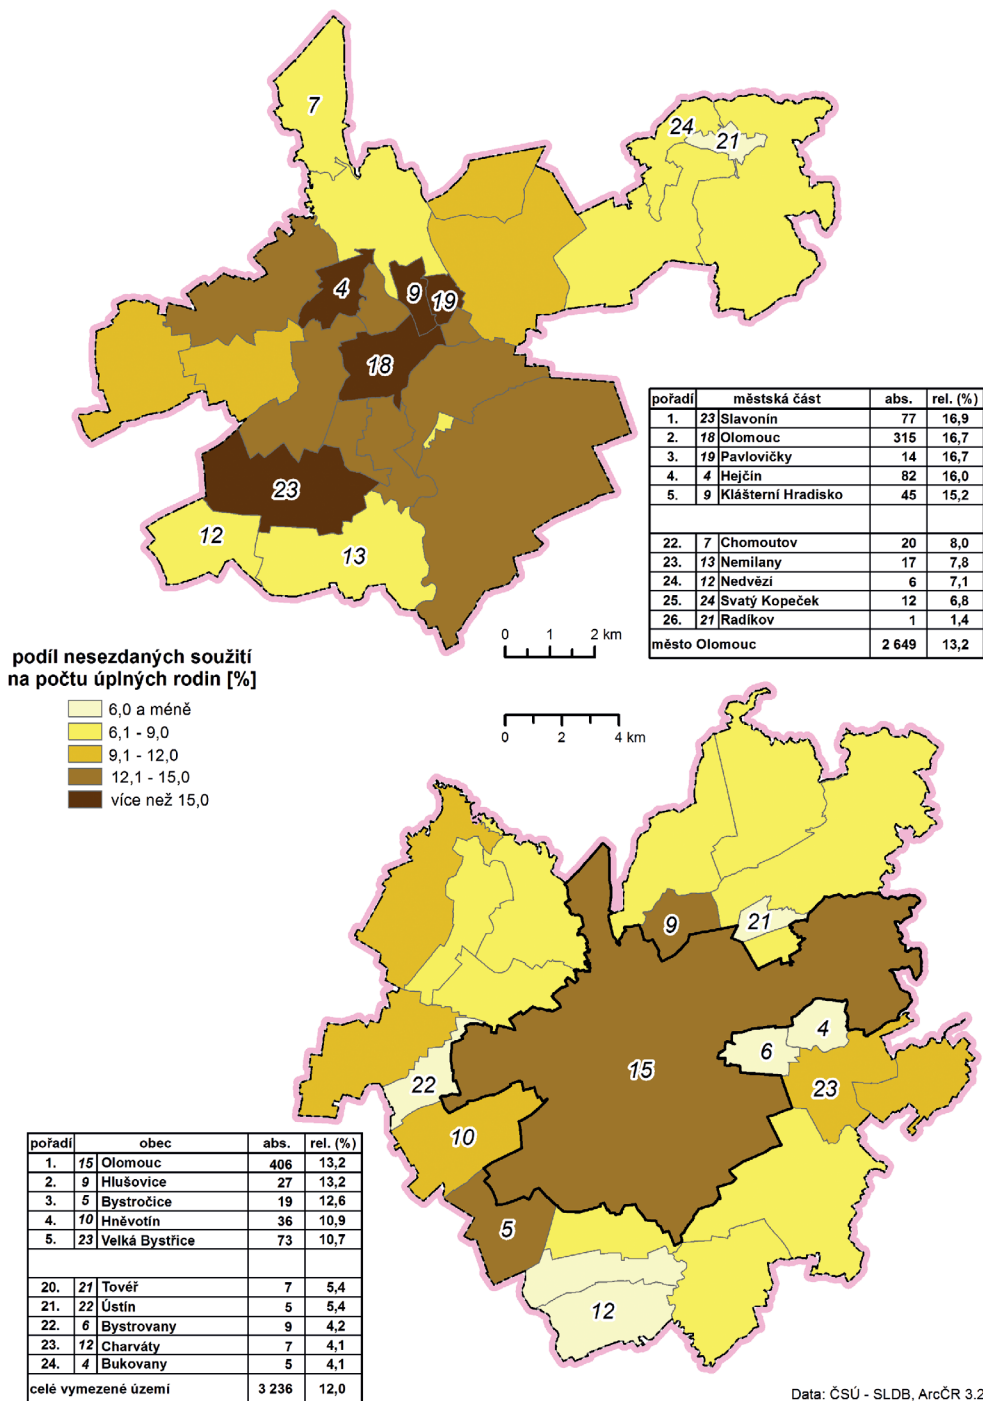 7
24
21
4
9
19
18
23
12
13
pořadí městská část abs. rel. (%)
1. 23 Slavonín 77 16,9
2. 18 Olomouc 315 16,7
3. 19 Pavlovičky 14 16,7
4. 4 Hejčín 82 16,0
5. 9 Klášterní Hradisko 45 15,2
22. 7 Chomoutov 20 8,0
23. 13 Nemilany 17 7,8
24. 12 Nedvězí 6 7,1
25. 24 Svatý Kopeček 12 6,8
26. 21 Radíkov 1 1,4
město Olomouc 2 649 13,2
0 2 km
podíl nesezdaných soužití
na počtu úplných rodin [%]
6,0 a méně
6,1 - 9,0
9,1 - 12,0
12,1 - 15,0
více než 15,0
0 2 4 km
9
21
4
6
15
22
23
10
5
12
pořadí obec abs. rel. (%)
1. 15 Olomouc 406 13,2
2. 9 Hlušovice 27 13,2
3. 5 Bystročice 19 12,6
4. 10 Hněvotín 36 10,9
5. 23 Velká Bystřice 73 10,7
20. 21 Tovéř 7 5,4
21. 22 Ústín 5 5,4
22. 6 Bystrovany 9 4,2
23. 12 Charváty 7 4,1
24. 4 Bukovany 5 4,1
celé vymezené území 3 236 12,0
Data: ČSÚ - SLDB, ArcČR 3.2